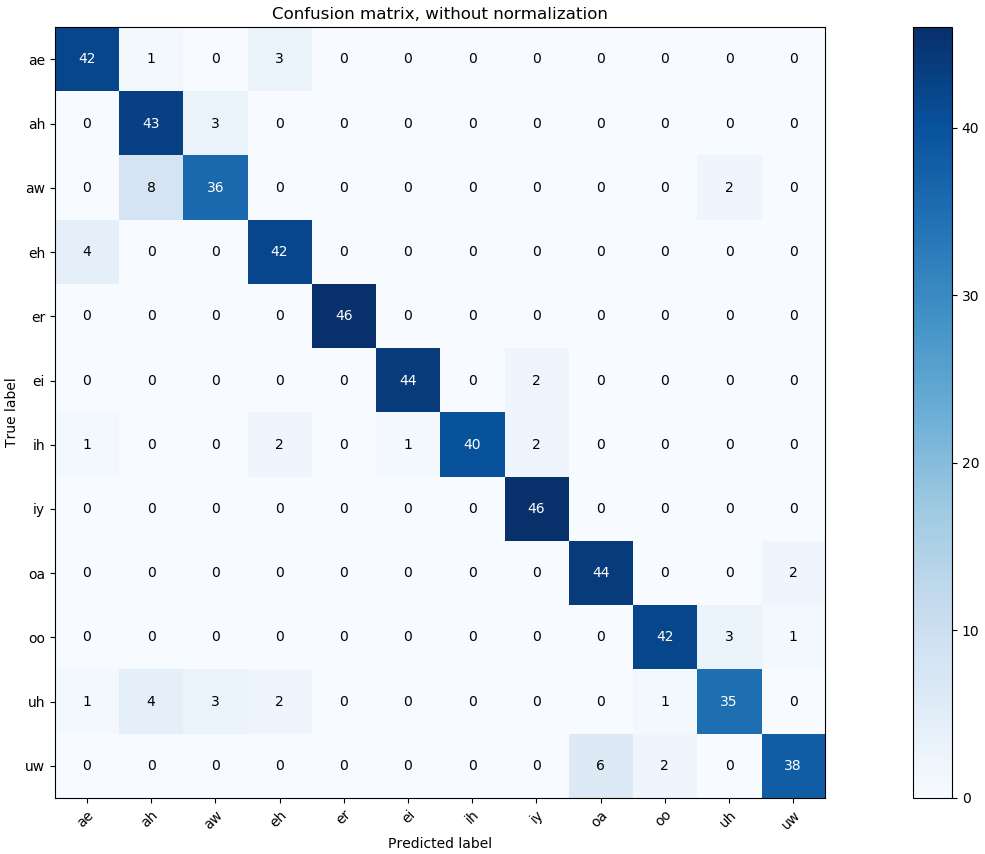 Confusion matrix, without normalization
True label
ae 42 1 0 3 0 0 0 0 0 0 0 0
ah 0 43 3 0 0 0 0 0 0 0 0 0
aw 0 8 36 0 0 0 0 0 0 0 2 0
eh 4 0 0 42 0 0 0 0 0 0 0 0
er 0 0 0 0 46 0 0 0 0 0 0 0
ei 0 0 0 0 0 44 0 2 0 0 0 0
ih 1 0 0 2 0 1 40 2 0 0 0 0
iy 0 0 0 0 0 0 0 46 0 0 0 0
oa 0 0 0 0 0 0 0 0 44 0 0 2
oo 0 0 0 0 0 0 0 0 0 42 3 1
uh 1 4 3 2 0 0 0 0 0 1 35 0
uw 0 0 0 0 0 0 0 0 6 2 0 38
ae ah aw eh er ei ih iy oa oo uh uw
Predicted label
40
30
20
10
0